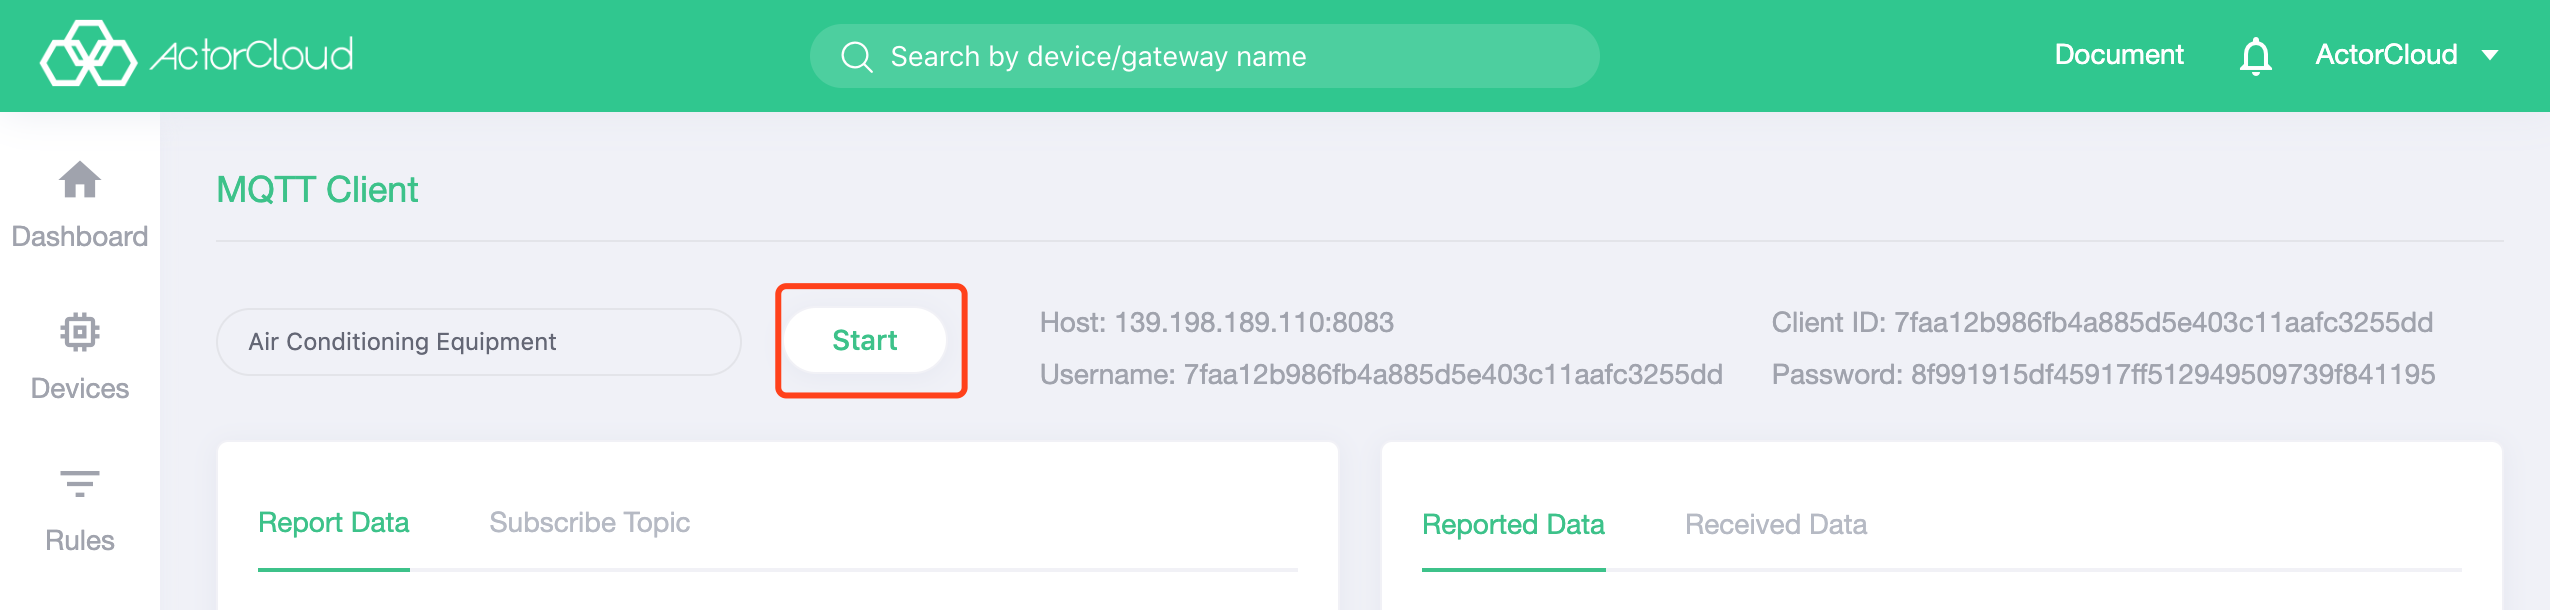 ActorCloud
Search by device/gateway name
Document
ActorCloud
Dashboard
Devices
Rules
MQTT Client
Air Conditioning Equipment
Start
Host: 139.198.189.110:8083
Client ID: 7faa12b986fb4a885d5e403c11aafc3255dd
Username: 7faa12b986fb4a885d5e403c11aafc3255dd
Password: 8f991915df45917ff512949509739f841195
Report Data
Subscribe Topic
Reported Data
Received Data